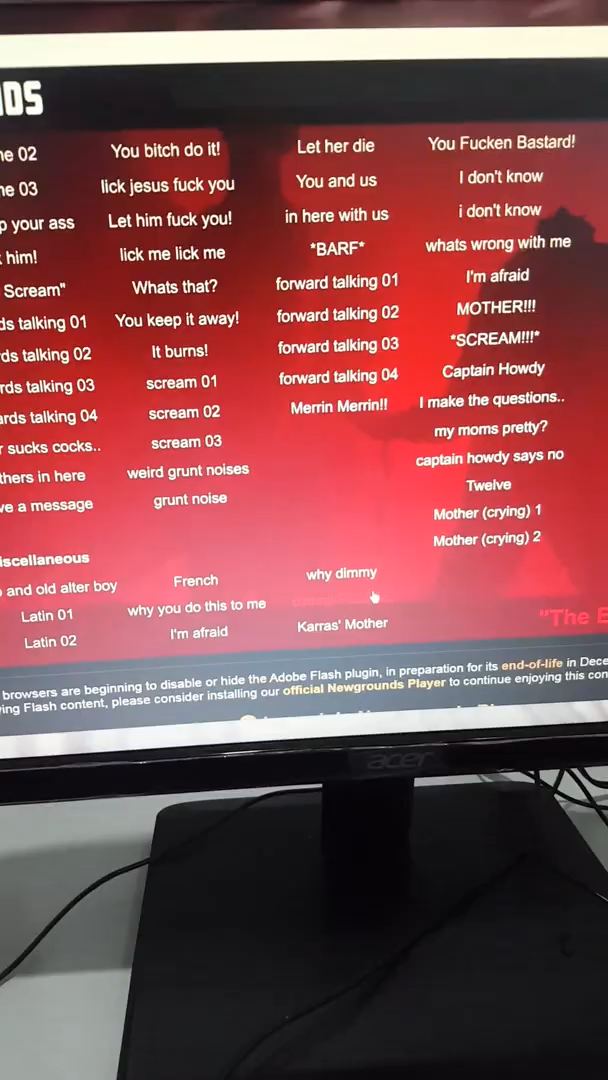 NDS
ne 02 You bitch do it! Let her die You Fucken Bastard!
ne 03 lick jesus fuck you You and us I don't know
p your ass Let him fuck you! in here with us i don't know
him! lick me lick me *BARF* whats wrong with me
Scream" Whats that? forward talking 01 I'm afraid
ds talking 01 You keep it away! forward talking 02 MOTHER!!!
rds talking 02 It burns! forward talking 03 *SCREAM!!!*
rds talking 03 scream 01 forward talking 04 Captain Howdy
ards talking 04 scream 02 Merrin Merrin!! I make the questions..
r sucks cocks.. scream 03 my moms pretty?
thers in here weird grunt noises captain howdy says no
ve a message grunt noise Twelve
Mother (crying) 1
Mother (crying) 2
iscellaneous
o and old alter boy French why dimmy
Latin 01 why you do this to me
Latin 02 I'm afraid Karras' Mother
"The E
browsers are beginning to disable or hide the Adobe Flash plugin, in preparation for its end-of-life in Dece
ving Flash content, please consider installing our official Newgrounds Player to continue enjoying this con
acer